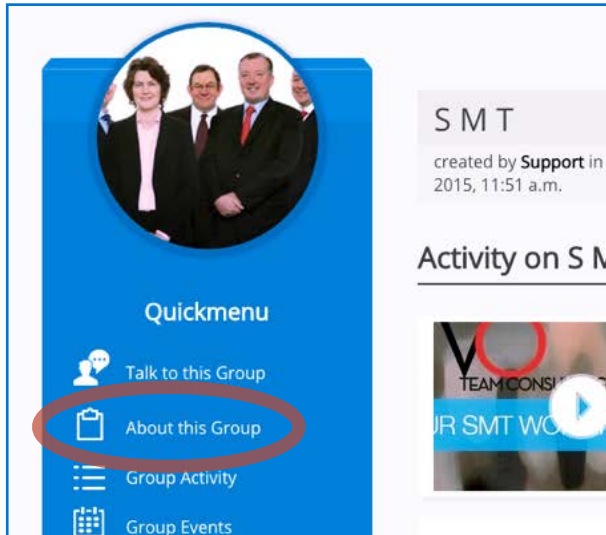 Quickmenu
Talk to this Group
About this Group
Group Activity
Group Events
S M T
created by Support in
2015, 11:51 a.m.
Activity on S
TEAM CONSU
SMT WO